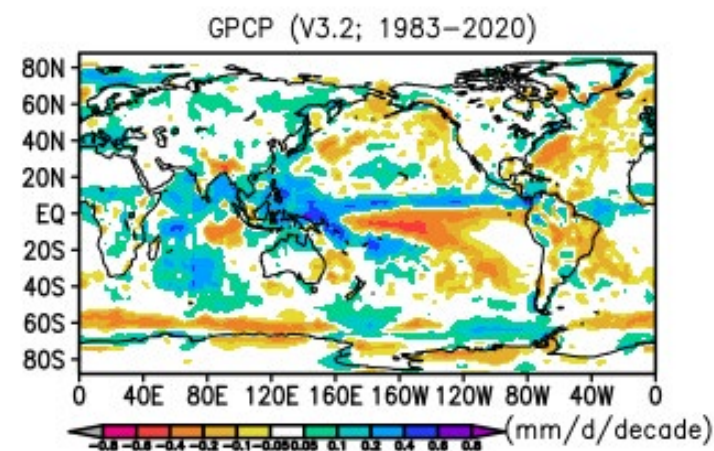 GPCP (V3.2; 1983−2020)
80N
60N
40N
20N
EQ
20S
40S
60S
80S
0 40E 80E 120E 160E 160W 120W 80W 40W 0
−0.8 −0.6 −0.4 −0.2 −0.1 −0.05 0.05 0.1 0.2 0.4 0.6 0.8 (mm/d/decade)